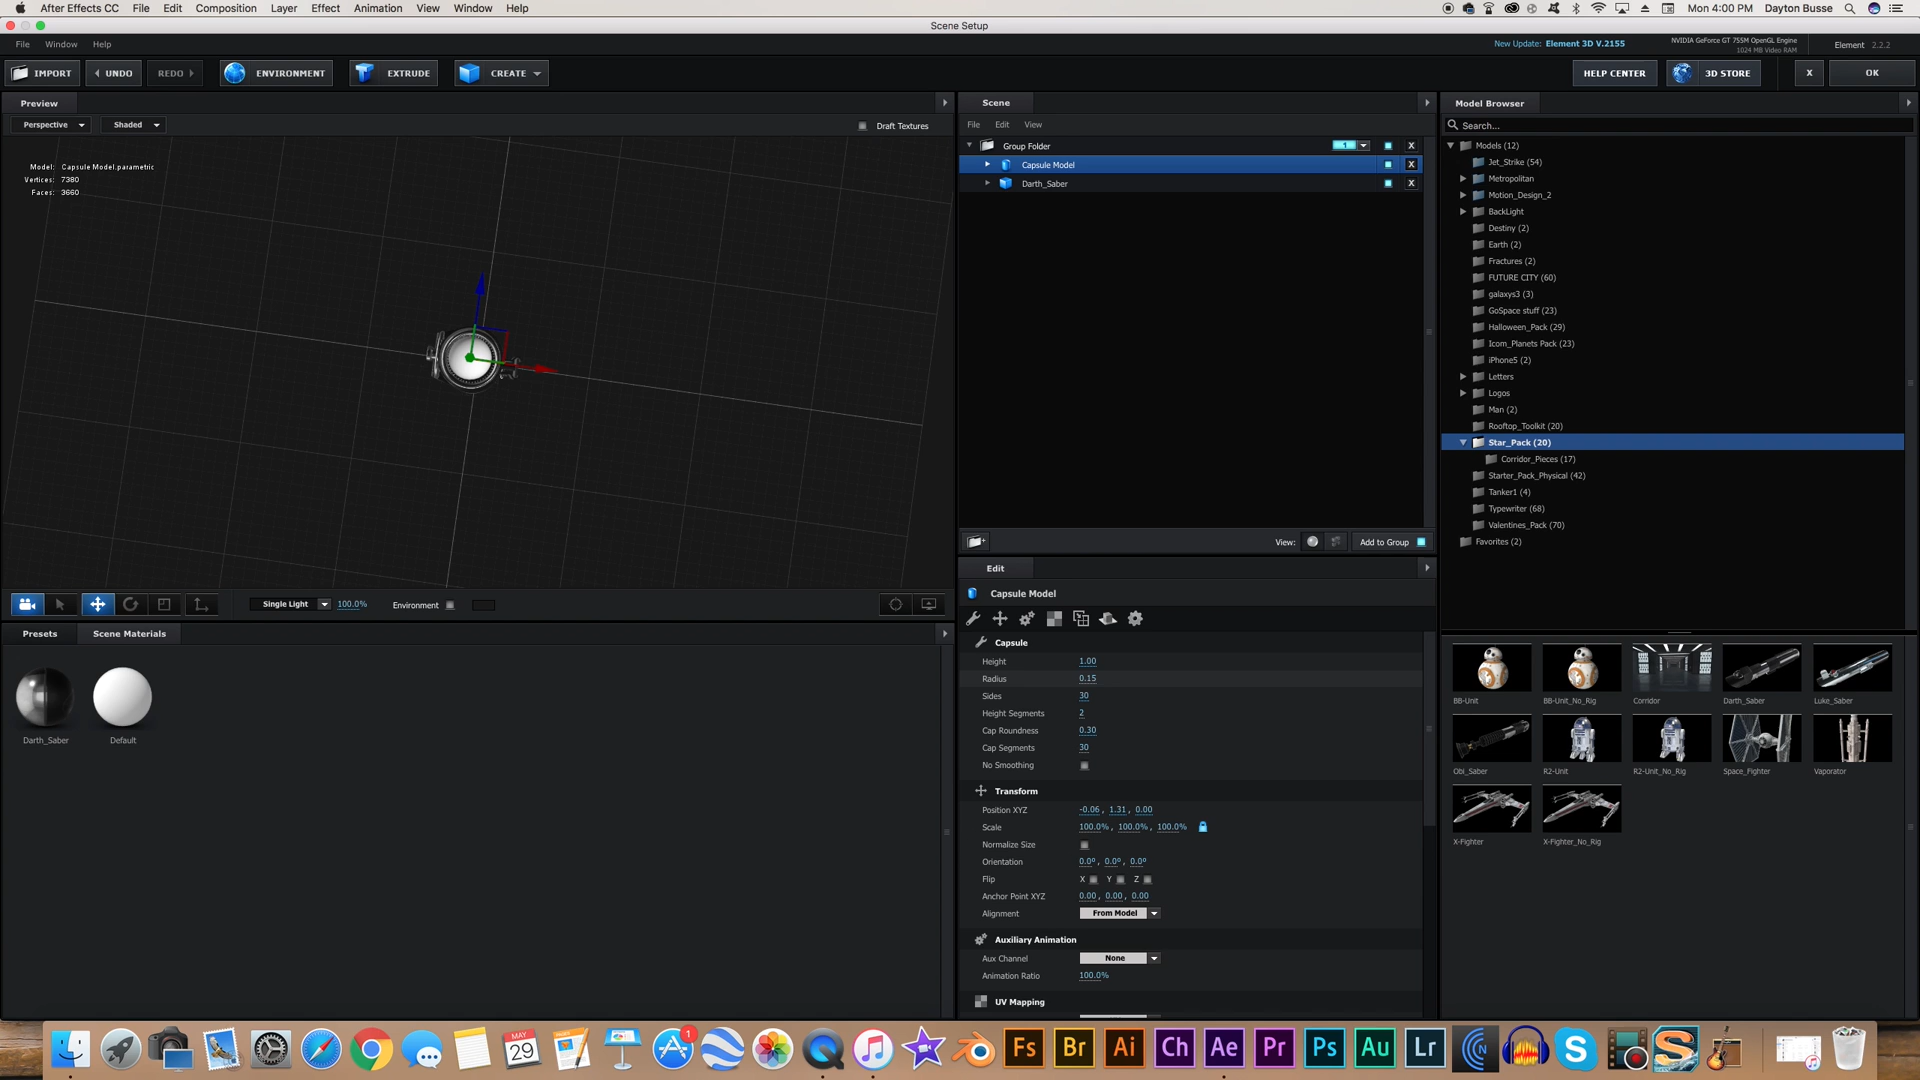 After Effects CC File Edit Composition Layer Effect Animation View Window Help Mon 4:00 PM Dayton Busse
Scene Setup
File Window Help
New Update: Element 3D V.2155
NVIDIA GeForce GT 755M OpenGL Engine
1024 MB Video RAM
Element 2.2.2
IMPORT UNDO REDO ENVIRONMENT EXTRUDE CREATE HELP CENTER 3D STORE X OK
Preview
Perspective Shaded Draft Textures
Model: Capsule Model.parametric
Vertices: 7380
Faces: 3660
Single Light 100.0% Environment
Presets Scene Materials
Darth_Saber Default
Scene
File Edit View
Group Folder 1 X
Capsule Model X
Darth_Saber X
View: Add to Group
Edit
Capsule Model
Capsule
Height 1.00
Radius 0.15
Sides 30
Height Segments 2
Cap Roundness 0.30
Cap Segments 30
No Smoothing
Transform
Position XYZ -0.06, 1.31, 0.00
Scale 100.0%, 100.0%, 100.0%
Normalize Size
Orientation 0.0°, 0.0°, 0.0°
Flip X Y Z
Anchor Point XYZ 0.00, 0.00, 0.00
Alignment From Model
Auxiliary Animation
Aux Channel None
Animation Ratio 100.0%
UV Mapping
Model Browser
Search...
Models (12)
Jet_Strike (54)
Metropolitan
Motion_Design_2
BackLight
Destiny (2)
Earth (2)
Fractures (2)
FUTURE CITY (60)
galaxys3 (3)
GoSpace stuff (23)
Halloween_Pack (29)
Icom_Planets Pack (23)
iPhone5 (2)
Letters
Logos
Man (2)
Rooftop_Toolkit (20)
Star_Pack (20)
Corridor_Pieces (17)
Starter_Pack_Physical (42)
Tanker1 (4)
Typewriter (68)
Valentines_Pack (70)
Favorites (2)
BB-Unit BB-Unit_No_Rig Corridor Darth_Saber Luke_Saber
Obi_Saber R2-Unit R2-Unit_No_Rig Space_Fighter Vaporator
X-Fighter X-Fighter_No_Rig
MAY
29
1
Fs Br Ai Ch Ae Pr Ps Au Lr N S S